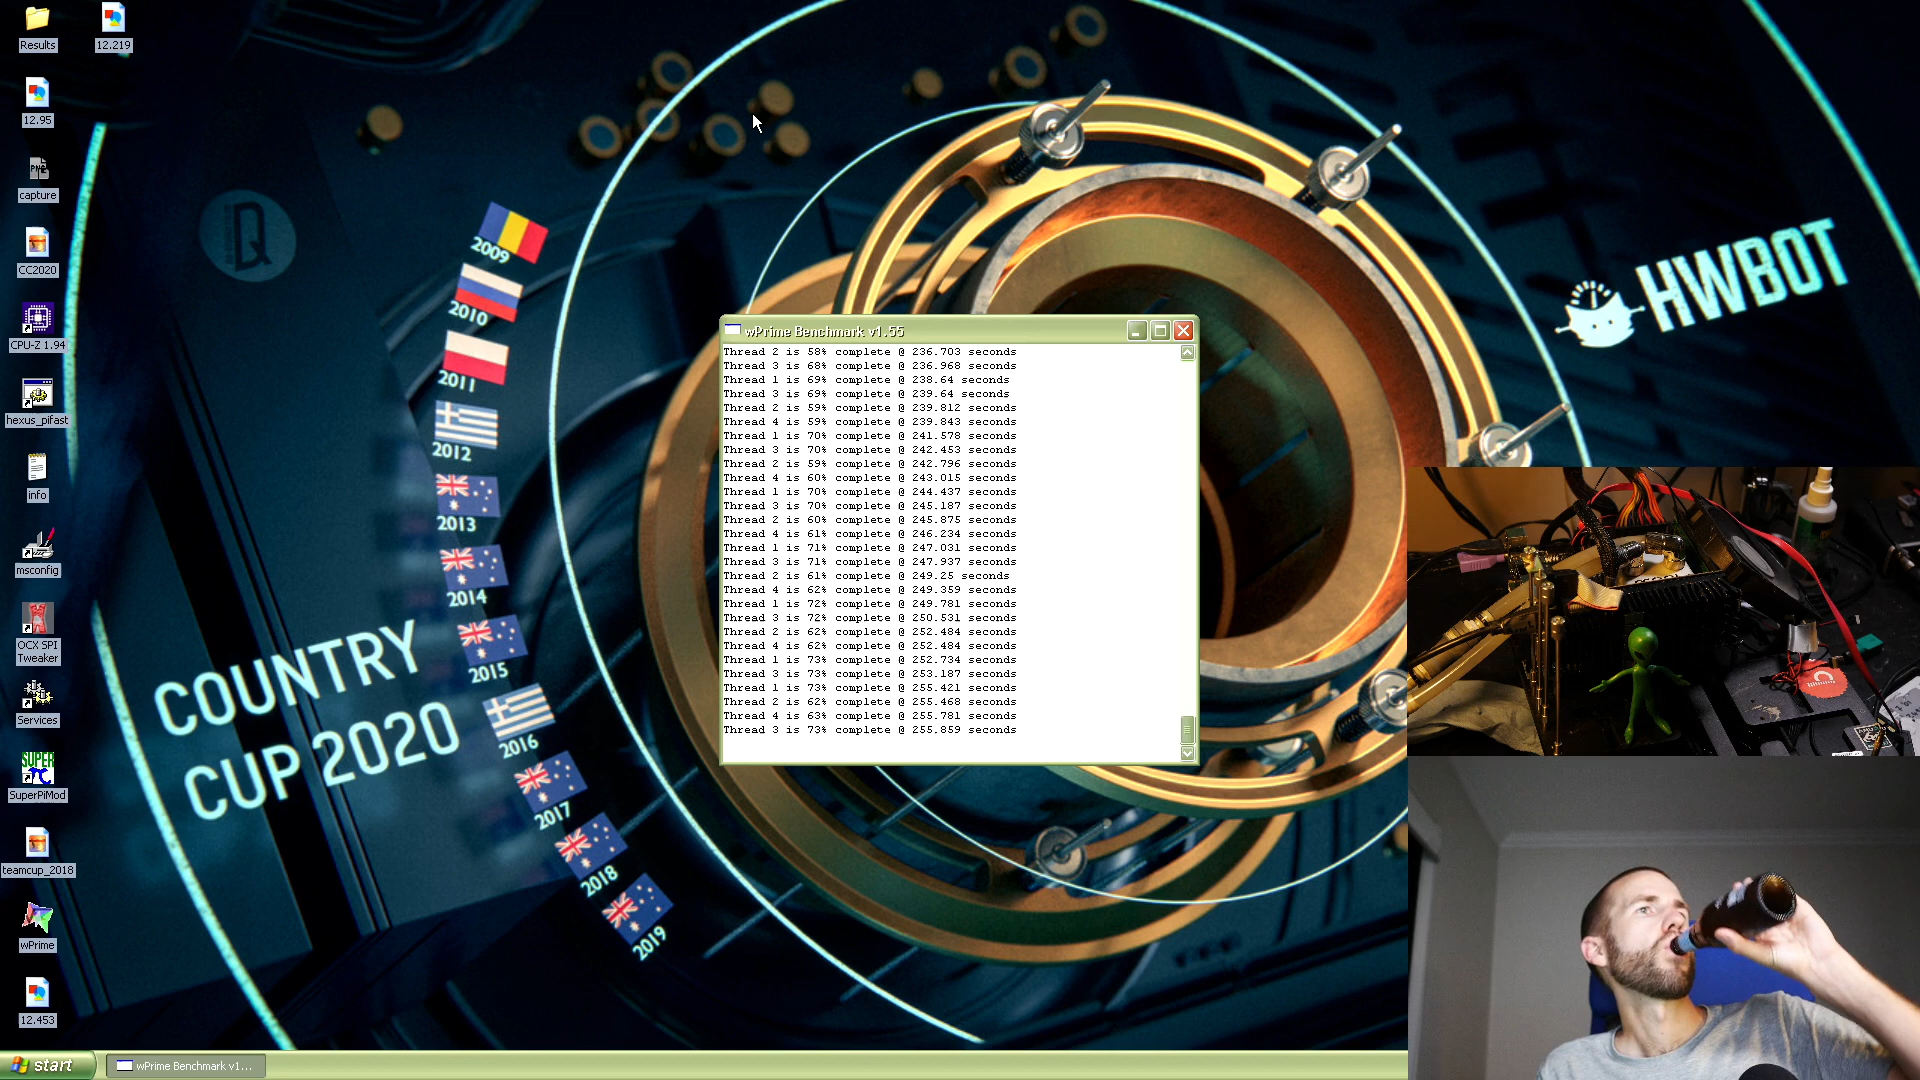 Results
12.219
12.95
capture
CC2020
CPU-Z 1.94
hexus_pifast
info
msconfig
OCX SPI
Tweaker
Services
SuperPiMod
teamcup_2018
wPrime
12.453
2009
2010
2011
2012
2013
2014
2015
2016
2017
2018
2019
COUNTRY
CUP 2020
HWBOT
wPrime Benchmark v1.55
Thread 2 is 58% complete @ 236.703 seconds
Thread 3 is 68% complete @ 236.968 seconds
Thread 1 is 69% complete @ 238.64 seconds
Thread 3 is 69% complete @ 239.64 seconds
Thread 2 is 59% complete @ 239.812 seconds
Thread 4 is 59% complete @ 239.843 seconds
Thread 1 is 70% complete @ 241.578 seconds
Thread 3 is 70% complete @ 242.453 seconds
Thread 2 is 59% complete @ 242.796 seconds
Thread 4 is 60% complete @ 243.015 seconds
Thread 1 is 70% complete @ 244.437 seconds
Thread 3 is 70% complete @ 245.187 seconds
Thread 2 is 60% complete @ 245.875 seconds
Thread 4 is 61% complete @ 246.234 seconds
Thread 1 is 71% complete @ 247.031 seconds
Thread 3 is 71% complete @ 247.937 seconds
Thread 2 is 61% complete @ 249.25 seconds
Thread 4 is 62% complete @ 249.359 seconds
Thread 1 is 72% complete @ 249.781 seconds
Thread 3 is 72% complete @ 250.531 seconds
Thread 2 is 62% complete @ 252.484 seconds
Thread 4 is 62% complete @ 252.484 seconds
Thread 1 is 73% complete @ 252.734 seconds
Thread 3 is 73% complete @ 253.187 seconds
Thread 1 is 73% complete @ 255.421 seconds
Thread 2 is 62% complete @ 255.468 seconds
Thread 4 is 63% complete @ 255.781 seconds
Thread 3 is 73% complete @ 255.859 seconds
start
wPrime Benchmark v1...